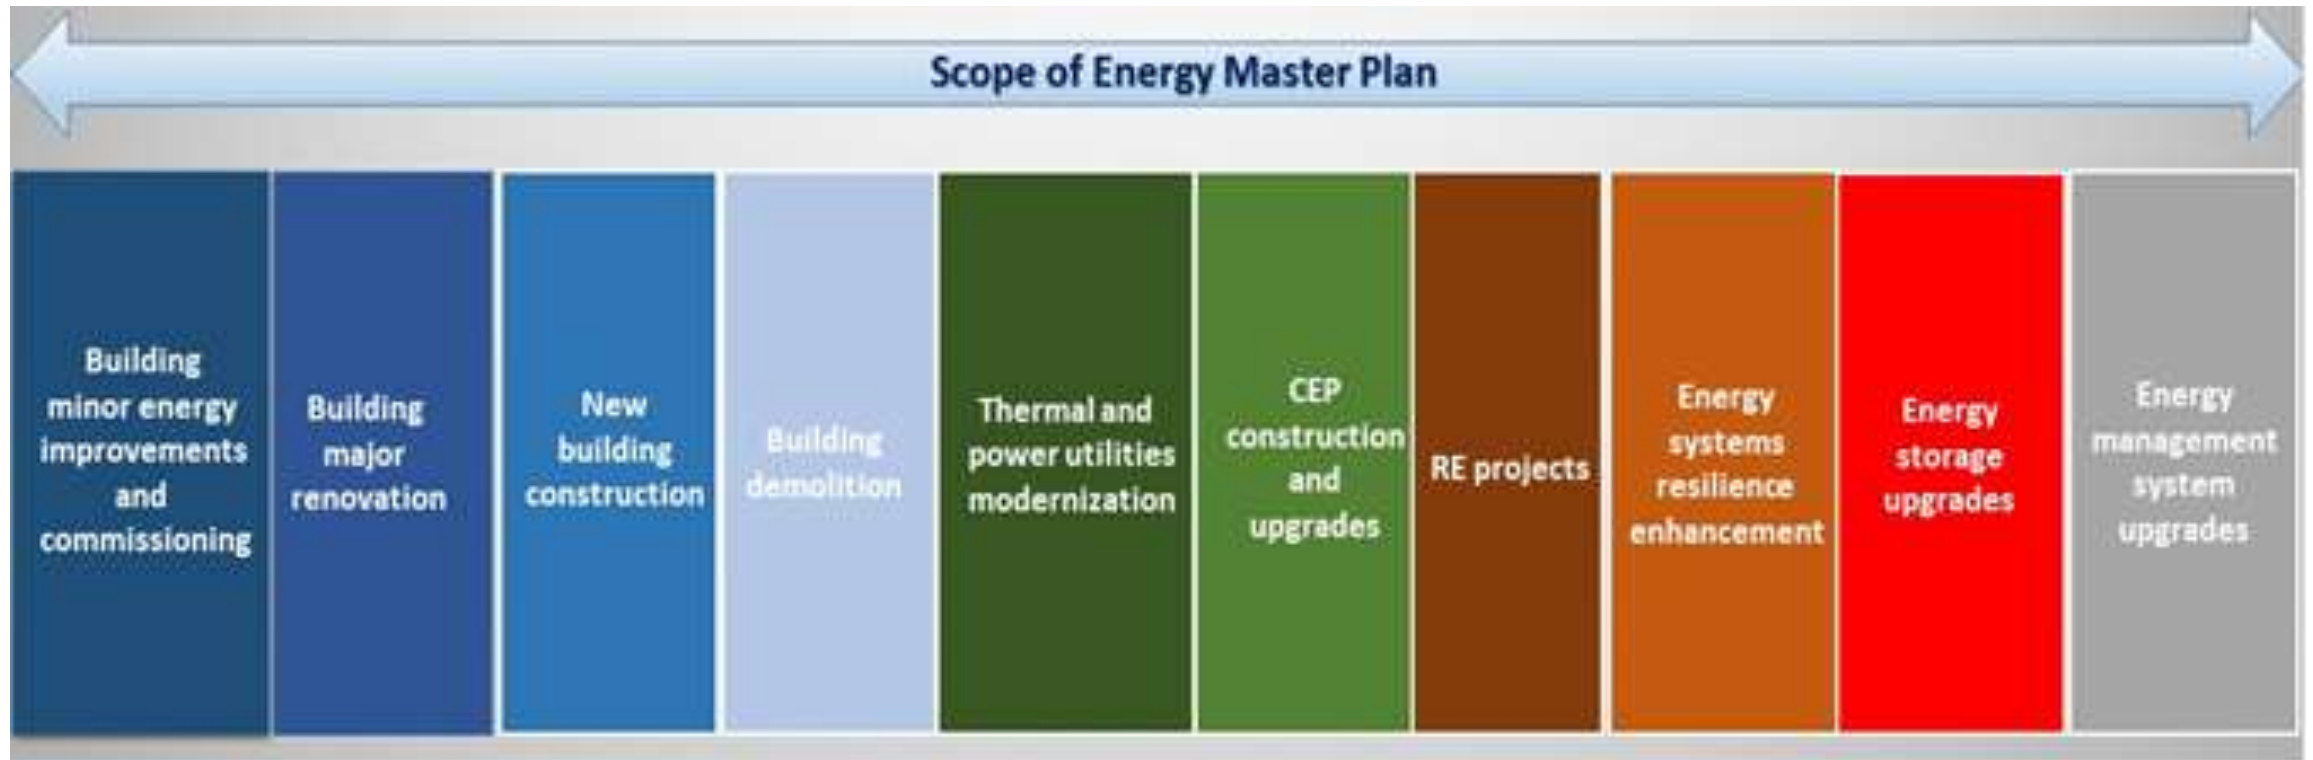 Scope of Energy Master Plan
Building
minor energy
improvements
and
commissioning
Building
major
renovation
New
building
construction
Building
demolition
Thermal and
power utilities
modernization
CEP
construction
and
upgrades
RE projects
Energy
systems
resilience
enhancement
Energy
storage
upgrades
Energy
management
system
upgrades